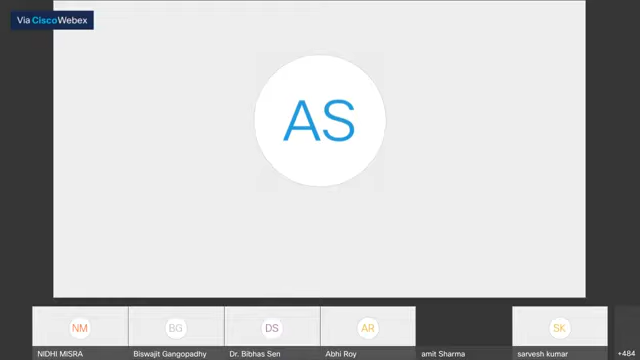 Via CiscoWebex
AS
NM
BG
DS
AR
SK
NIDHI MISRA
Biswajit Gangopadhy
Dr. Bibhas Sen
Abhi Roy
amit Sharma
sarvesh kumar
+484